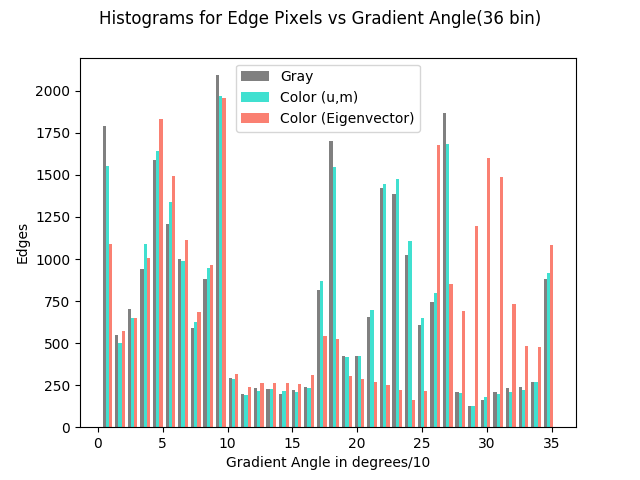 Histograms for Edge Pixels vs Gradient Angle(36 bin)
Gray
Color (u,m)
Color (Eigenvector)
2000
1750
1500
1250
1000
750
500
250
0
Edges
0 5 10 15 20 25 30 35
Gradient Angle in degrees/10